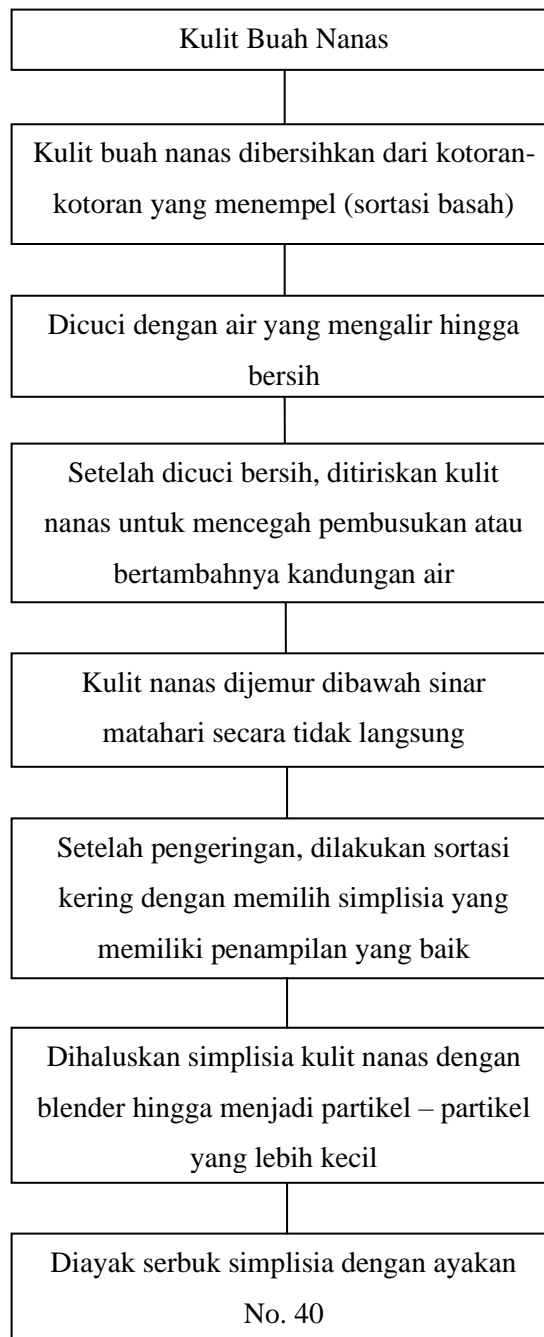 Kulit Buah Nanas
Kulit buah nanas dibersihkan dari kotoran-
kotoran yang menempel (sortasi basah)
Dicuci dengan air yang mengalir hingga
bersih
Setelah dicuci bersih, ditiriskan kulit
nanas untuk mencegah pembusukan atau
bertambahnya kandungan air
Kulit nanas dijemur dibawah sinar
matahari secara tidak langsung
Setelah pengeringan, dilakukan sortasi
kering dengan memilih simplisia yang
memiliki penampilan yang baik
Dihaluskan simplisia kulit nanas dengan
blender hingga menjadi partikel – partikel
yang lebih kecil
Diayak serbuk simplisia dengan ayakan
No. 40